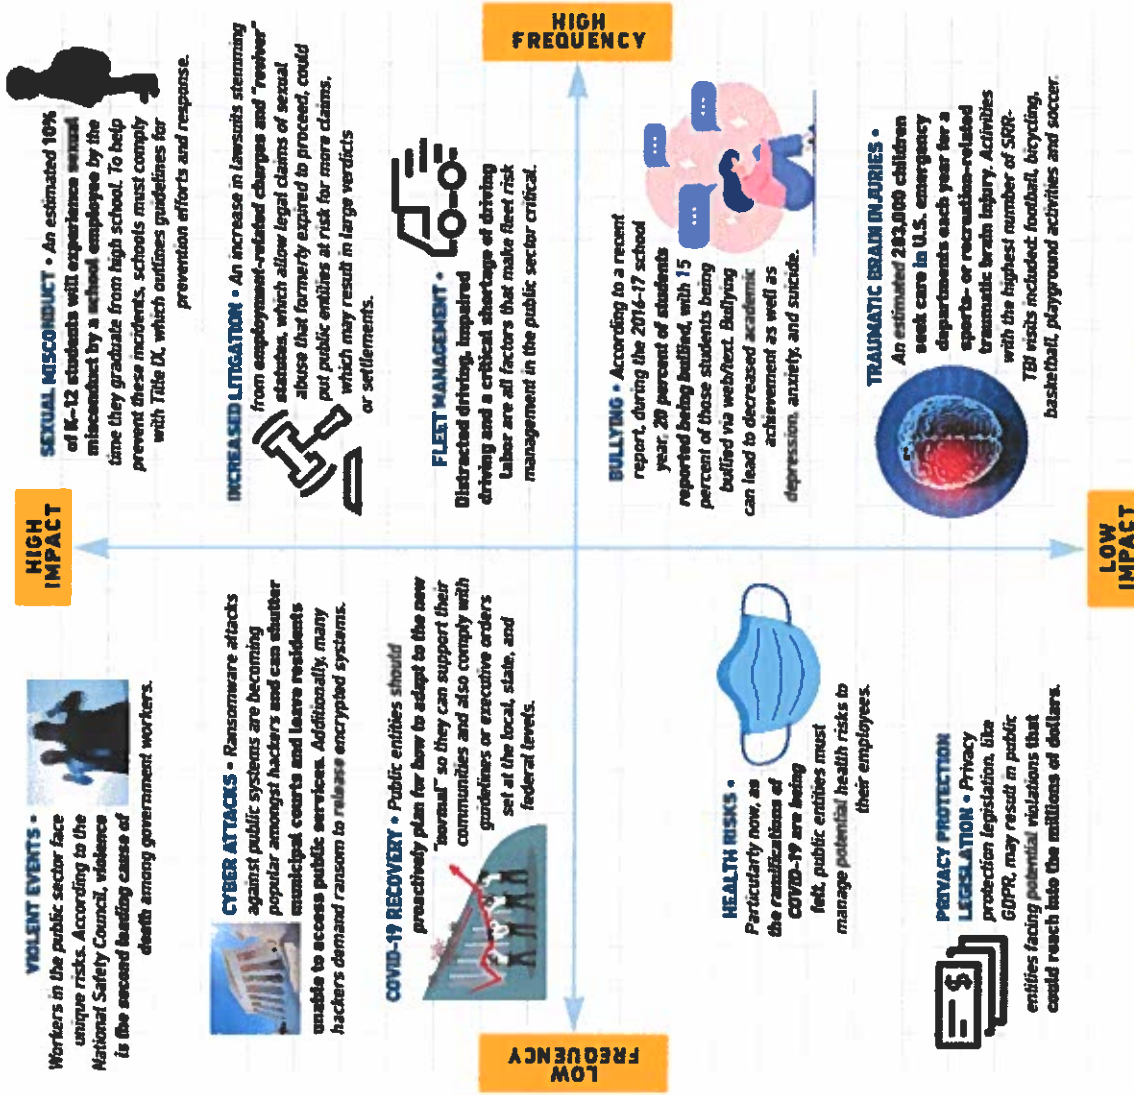 HIGH
IMPACT
VIOLENT EVENTS •
Workers in the public sector face
unique risks. According to the
National Safety Council, violence
is the second leading cause of
death among government workers.
CYBER ATTACKS • Ransomware attacks
against public systems are becoming
popular amongst hackers and can shutter
municipal courts and leave residents
unable to access public services. Additionally, many
hackers demand ransom to release encrypted systems.
COVID-19 RECOVERY • Public entities should
proactively plan for how to adapt to the new
"normal" so they can support their
communities and also comply with
guidelines or executive orders
set at the local, state, and
federal levels.
SEXUAL MISCONDUCT • An estimated 10%
of K–12 students will experience sexual
misconduct by a school employee by the
time they graduate from high school. To help
prevent these incidents, schools must comply
with Title IX, which outlines guidelines for
prevention efforts and response.
INCREASED LITIGATION • An increase in lawsuits stemming
from employment-related charges and "reviver"
statutes, which allow legal claims of sexual
abuse that formerly expired to proceed, could
put public entities at risk for more claims.
which may result in large verdicts
or settlements.
FLEET MANAGEMENT •
Distracted driving, impaired
driving and a critical shortage of driving
labor are all factors that make fleet risk
management in the public sector critical.
LOW
FREQUENCY
HIGH
FREQUENCY
HEALTH RISKS •
Particularly now, as
the ramifications of
COVID-19 are being
felt, public entities must
manage potential health risks to
their employees.
PRIVACY PROTECTION
LEGISLATION • Privacy
protection legislation, like
GDPR, may result in public
entities facing potential violations that
could reach into the millions of dollars.
BULLYING • According to a recent
report, during the 2016-17 school
year, 20 percent of students
reported being bullied, with 15
percent of those students being
bullied via web/text. Bullying
can lead to decreased academic
achievement as well as
depression, anxiety, and suicide.
TRAUMATIC BRAIN INJURIES •
An estimated 283,000 children
seek care in U.S. emergency
departments each year for a
sports- or recreation-related
traumatic brain injury. Activities
with the highest number of SRR-
TBI visits included: football, bicycling,
basketball, playground activities and soccer.
LOW
IMPACT